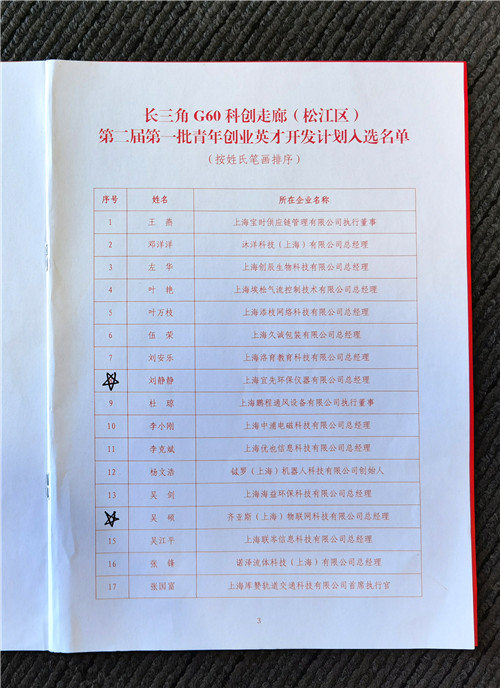 长三角 G60 科创走廊（松江区）
第二届第一批青年创业英才开发计划入选名单
（按姓氏笔画排序）
序号 姓名 所在企业名称
1 王 燕 上海宝时供应链管理有限公司执行董事
2 邓洋洋 沐洋科技（上海）有限公司总经理
3 左 华 上海创辰生物科技有限公司总经理
4 叶 艳 上海埃松气流控制技术有限公司总经理
5 叶万枝 上海添枝网络科技有限公司总经理
6 任 荣 上海久诚包装有限公司总经理
7 刘安乐 上海洛育教育科技有限公司总经理
刘静静 上海宜先环保仪器有限公司总经理
9 杜 琼 上海鹏程通风设备有限公司执行董事
10 李小刚 上海中浦电磁科技有限公司总经理
11 李克斌 上海优也信息科技有限公司总经理
12 杨文浩 锰罗（上海）机器人科技有限公司创始人
13 吴 剑 上海海益环保科技有限公司总经理
吴 顿 齐亚斯（上海）物联网科技有限公司总经理
15 吴江平 上海联岑信息科技有限公司总经理
16 张 锋 诺泽流体科技（上海）有限公司总经理
17 张国富 上海库赞轨道交通科技有限公司首席执行官
3